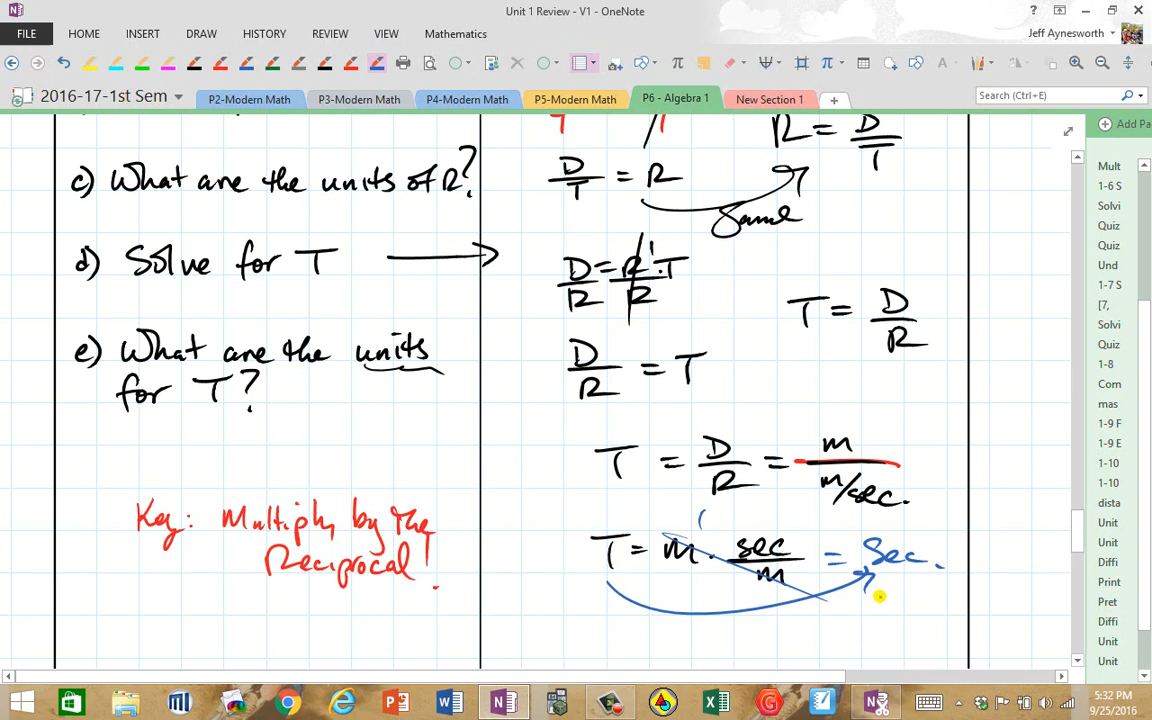 Unit 1 Review - V1 - OneNote
FILE HOME INSERT DRAW HISTORY REVIEW VIEW Mathematics
Jeff Aynesworth
2016-17-1st Sem
P2-Modern Math P3-Modern Math P4-Modern Math P5-Modern Math P6 - Algebra 1 New Section 1
Search (Ctrl+E)
Add Pa
R = D/T
c) What are the units of R?
D/T = R
Same
d) Solve for T
D/R = R·T/R
1
T = D/R
e) What are the units
for T?
D/R = T
T = D/R = m / m/sec.
Key: Multiply by the
Reciprocal!
T = m · sec/m = Sec.
Mult
1-6 S
Solvi
Quiz
Quiz
Und
1-7 S
[7,
Solvi
Quiz
1-8
Com
mas
1-9 F
1-9 E
1-10
1-10
dista
Unit
Unit
Diffi
Print
Pret
Diffi
Unit
Unit
5:32 PM
9/25/2016